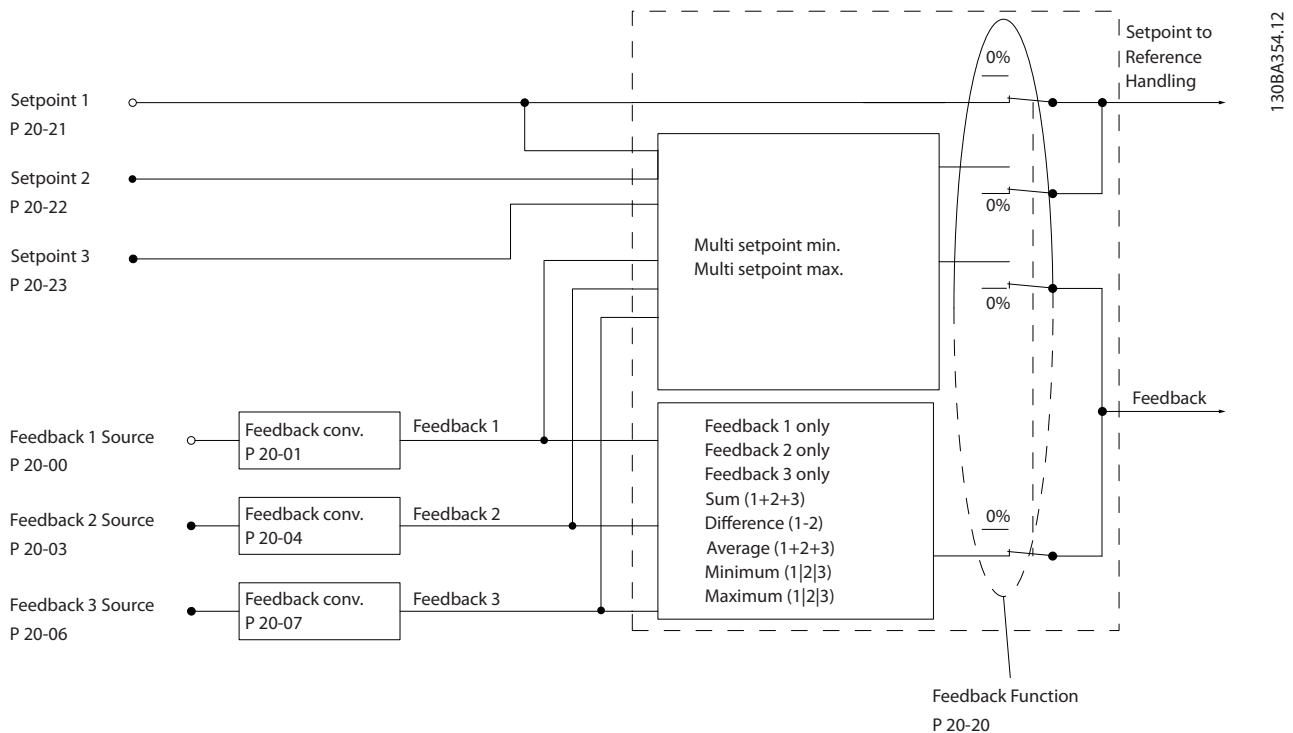 Setpoint to
Reference
Handling
130BA354.12
0%
Setpoint 1
P 20-21
Setpoint 2
P 20-22
0%
Setpoint 3
P 20-23
Multi setpoint min.
Multi setpoint max.
0%
Feedback
Feedback 1 Source
P 20-00
Feedback conv.
P 20-01
Feedback 1
Feedback 2 Source
P 20-03
Feedback conv.
P 20-04
Feedback 2
Feedback 3 Source
P 20-06
Feedback conv.
P 20-07
Feedback 3
Feedback 1 only
Feedback 2 only
Feedback 3 only
Sum (1+2+3)
Difference (1-2)
Average (1+2+3)
Minimum (1|2|3)
Maximum (1|2|3)
0%
Feedback Function
P 20-20